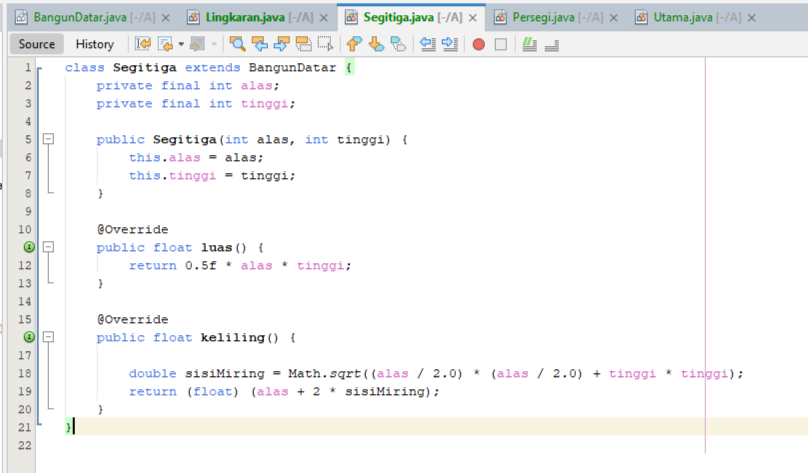 BangunDatar.java [-/A] Lingkaran.java [-/A] Segitiga.java [-/A] Persegi.java [-/A] Utama.java [-/A]
Source History
1 class Segitiga extends BangunDatar {
2 private final int alas;
3 private final int tinggi;
4
5 public Segitiga(int alas, int tinggi) {
6 this.alas = alas;
7 this.tinggi = tinggi;
8 }
9
10 @Override
public float luas() {
12 return 0.5f * alas * tinggi;
13 }
14
15 @Override
public float keliling() {
17
18 double sisiMiring = Math.sqrt((alas / 2.0) * (alas / 2.0) + tinggi * tinggi);
19 return (float) (alas + 2 * sisiMiring);
20 }
21 }
22